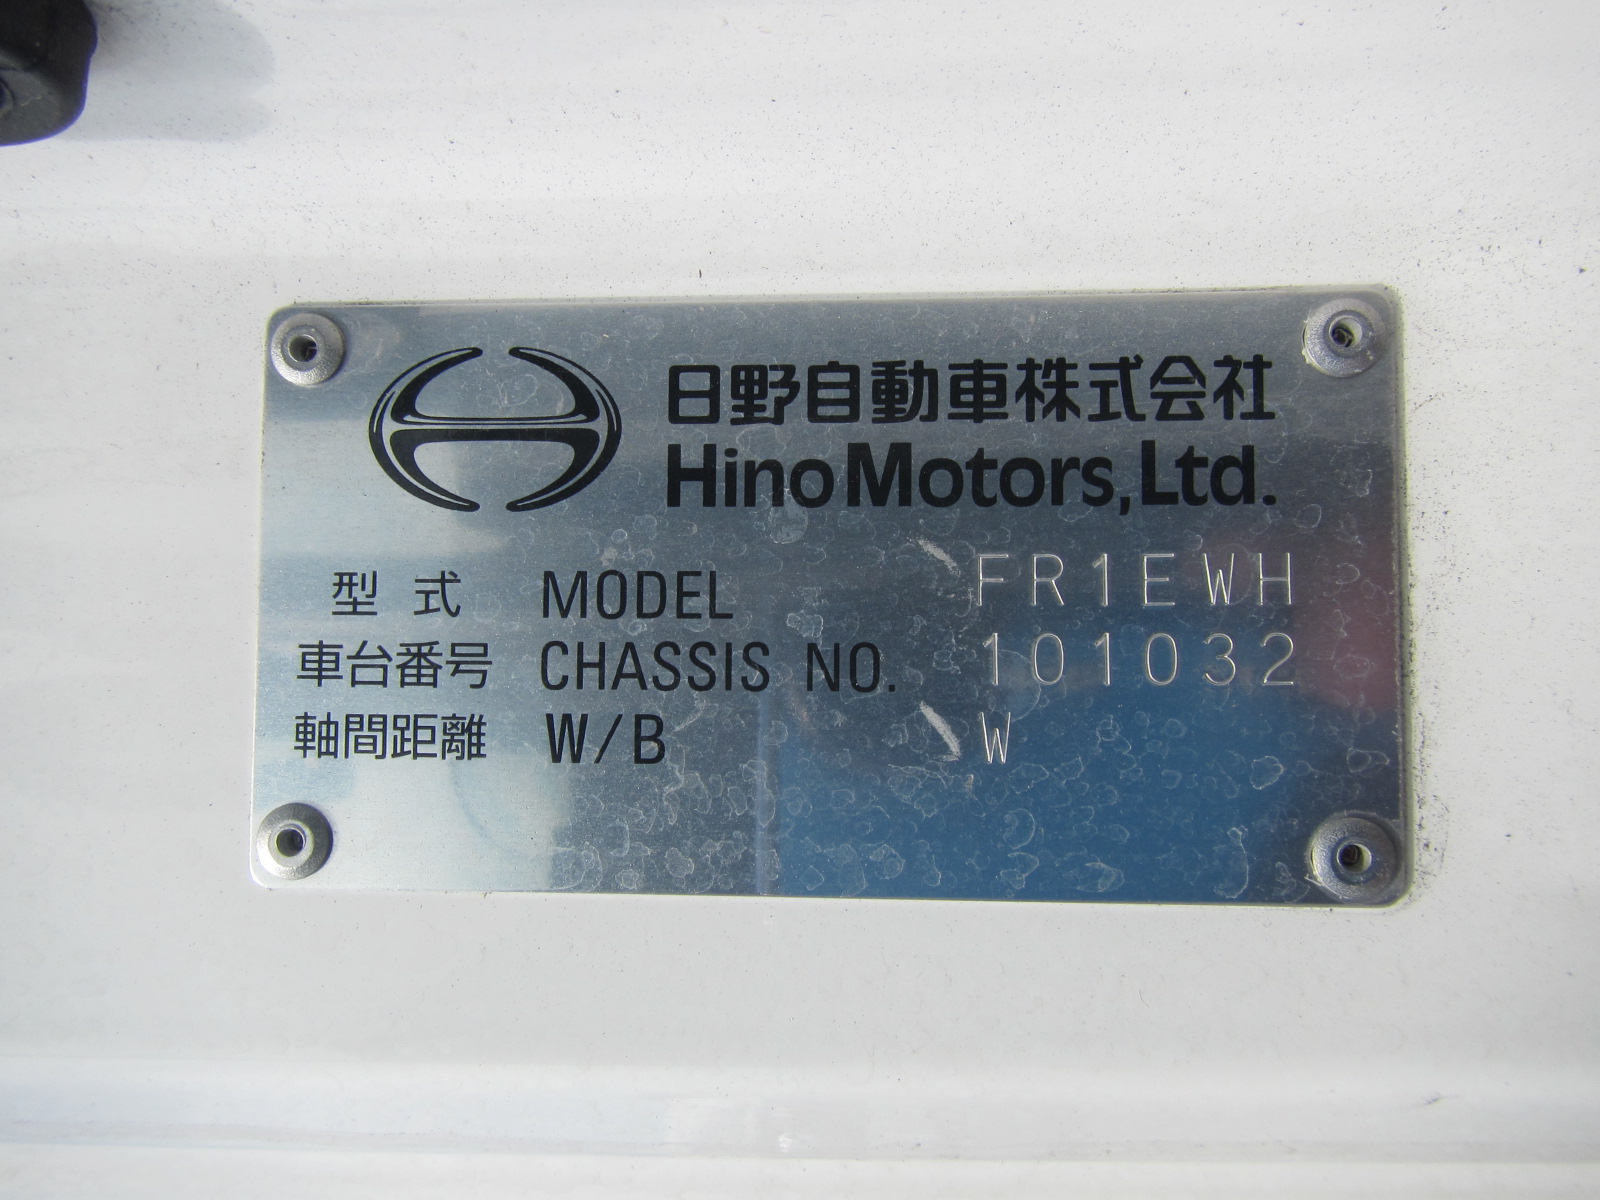 日野自動車株式会社
Hino Motors, Ltd.
型式 MODEL FR1EWH
車台番号 CHASSIS NO. 101032
軸間距離 W/B W